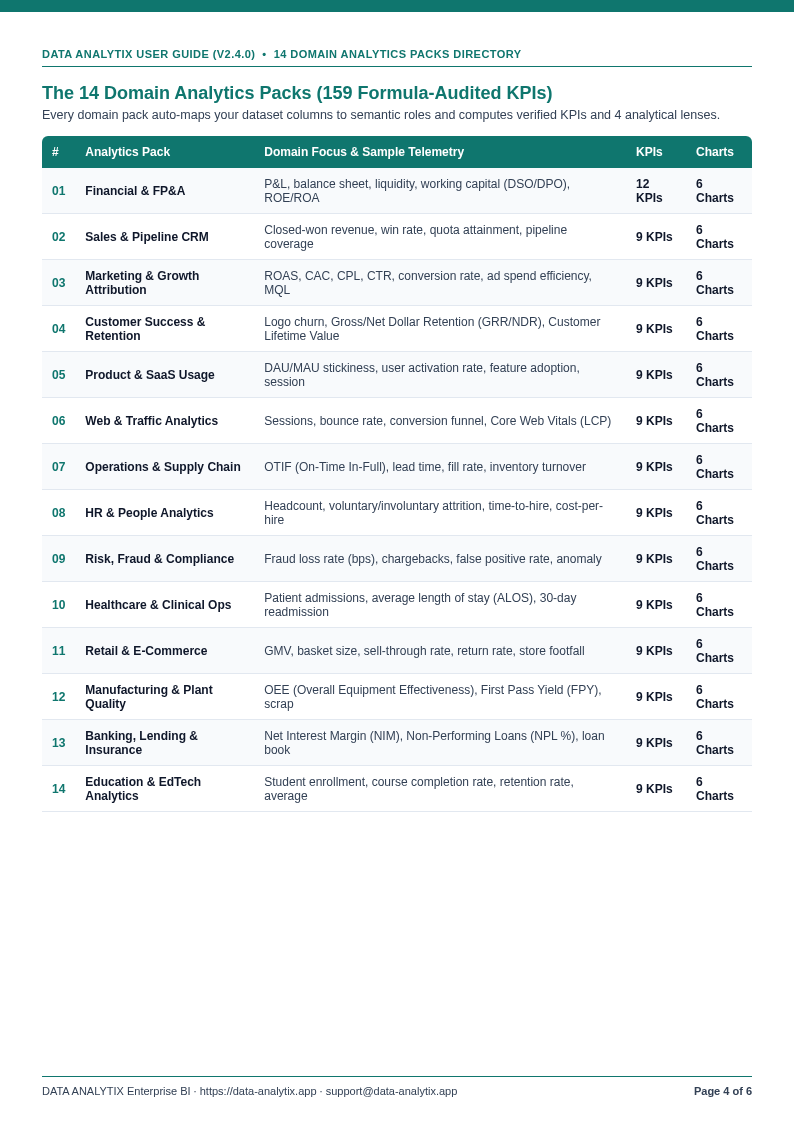 DATA ANALYTIX USER GUIDE (V2.4.0) • 14 DOMAIN ANALYTICS PACKS DIRECTORY
The 14 Domain Analytics Packs (159 Formula-Audited KPIs)
Every domain pack auto-maps your dataset columns to semantic roles and computes verified KPIs and 4 analytical lenses.
# Analytics Pack Domain Focus & Sample Telemetry KPIs Charts
01 Financial & FP&A P&L, balance sheet, liquidity, working capital (DSO/DPO), 12 6
ROE/ROA KPIs Charts
02 Sales & Pipeline CRM Closed-won revenue, win rate, quota attainment, pipeline 9 KPIs 6
coverage Charts
03 Marketing & Growth ROAS, CAC, CPL, CTR, conversion rate, ad spend efficiency, 9 KPIs 6
Attribution MQL Charts
04 Customer Success & Logo churn, Gross/Net Dollar Retention (GRR/NDR), Customer 9 KPIs 6
Retention Lifetime Value Charts
05 Product & SaaS Usage DAU/MAU stickiness, user activation rate, feature adoption, 9 KPIs 6
session Charts
06 Web & Traffic Analytics Sessions, bounce rate, conversion funnel, Core Web Vitals (LCP) 9 KPIs 6
Charts
07 Operations & Supply Chain OTIF (On-Time In-Full), lead time, fill rate, inventory turnover 9 KPIs 6
Charts
08 HR & People Analytics Headcount, voluntary/involuntary attrition, time-to-hire, cost-per- 9 KPIs 6
hire Charts
09 Risk, Fraud & Compliance Fraud loss rate (bps), chargebacks, false positive rate, anomaly 9 KPIs 6
Charts
10 Healthcare & Clinical Ops Patient admissions, average length of stay (ALOS), 30-day 9 KPIs 6
readmission Charts
11 Retail & E-Commerce GMV, basket size, sell-through rate, return rate, store footfall 9 KPIs 6
Charts
12 Manufacturing & Plant OEE (Overall Equipment Effectiveness), First Pass Yield (FPY), 9 KPIs 6
Quality scrap Charts
13 Banking, Lending & Net Interest Margin (NIM), Non-Performing Loans (NPL %), loan 9 KPIs 6
Insurance book Charts
14 Education & EdTech Student enrollment, course completion rate, retention rate, 9 KPIs 6
Analytics average Charts
DATA ANALYTIX Enterprise BI · https://data-analytix.app · support@data-analytix.app Page 4 of 6